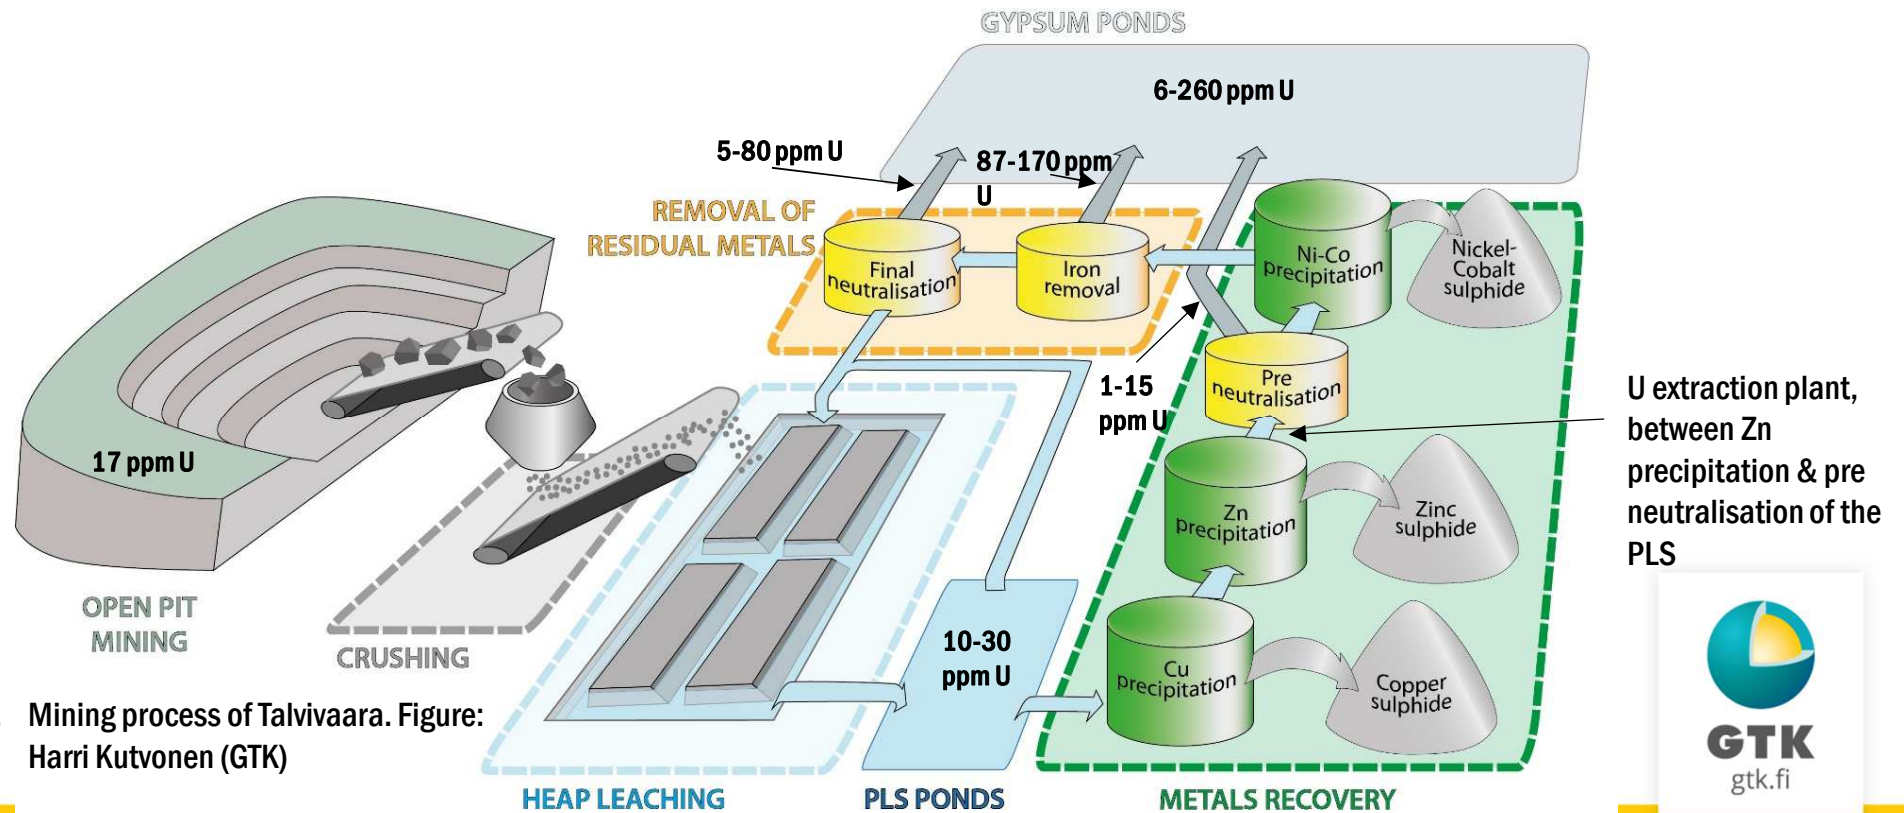 GYPSUM PONDS
6-260 ppm U
5-80 ppm U
87-170 ppm
U
REMOVAL OF
RESIDUAL METALS
Final
neutralisation
Iron
removal
Ni-Co
precipitation
Nickel-
Cobalt
sulphide
1-15
ppm U
Pre
neutralisation
U extraction plant,
between Zn
precipitation & pre
neutralisation of the
PLS
17 ppm U
Zn
precipitation
Zinc
sulphide
OPEN PIT
MINING
CRUSHING
10-30
ppm U
Cu
precipitation
Copper
sulphide
Mining process of Talvivaara. Figure:
Harri Kutvonen (GTK)
HEAP LEACHING
PLS PONDS
METALS RECOVERY
GTK
gtk.fi